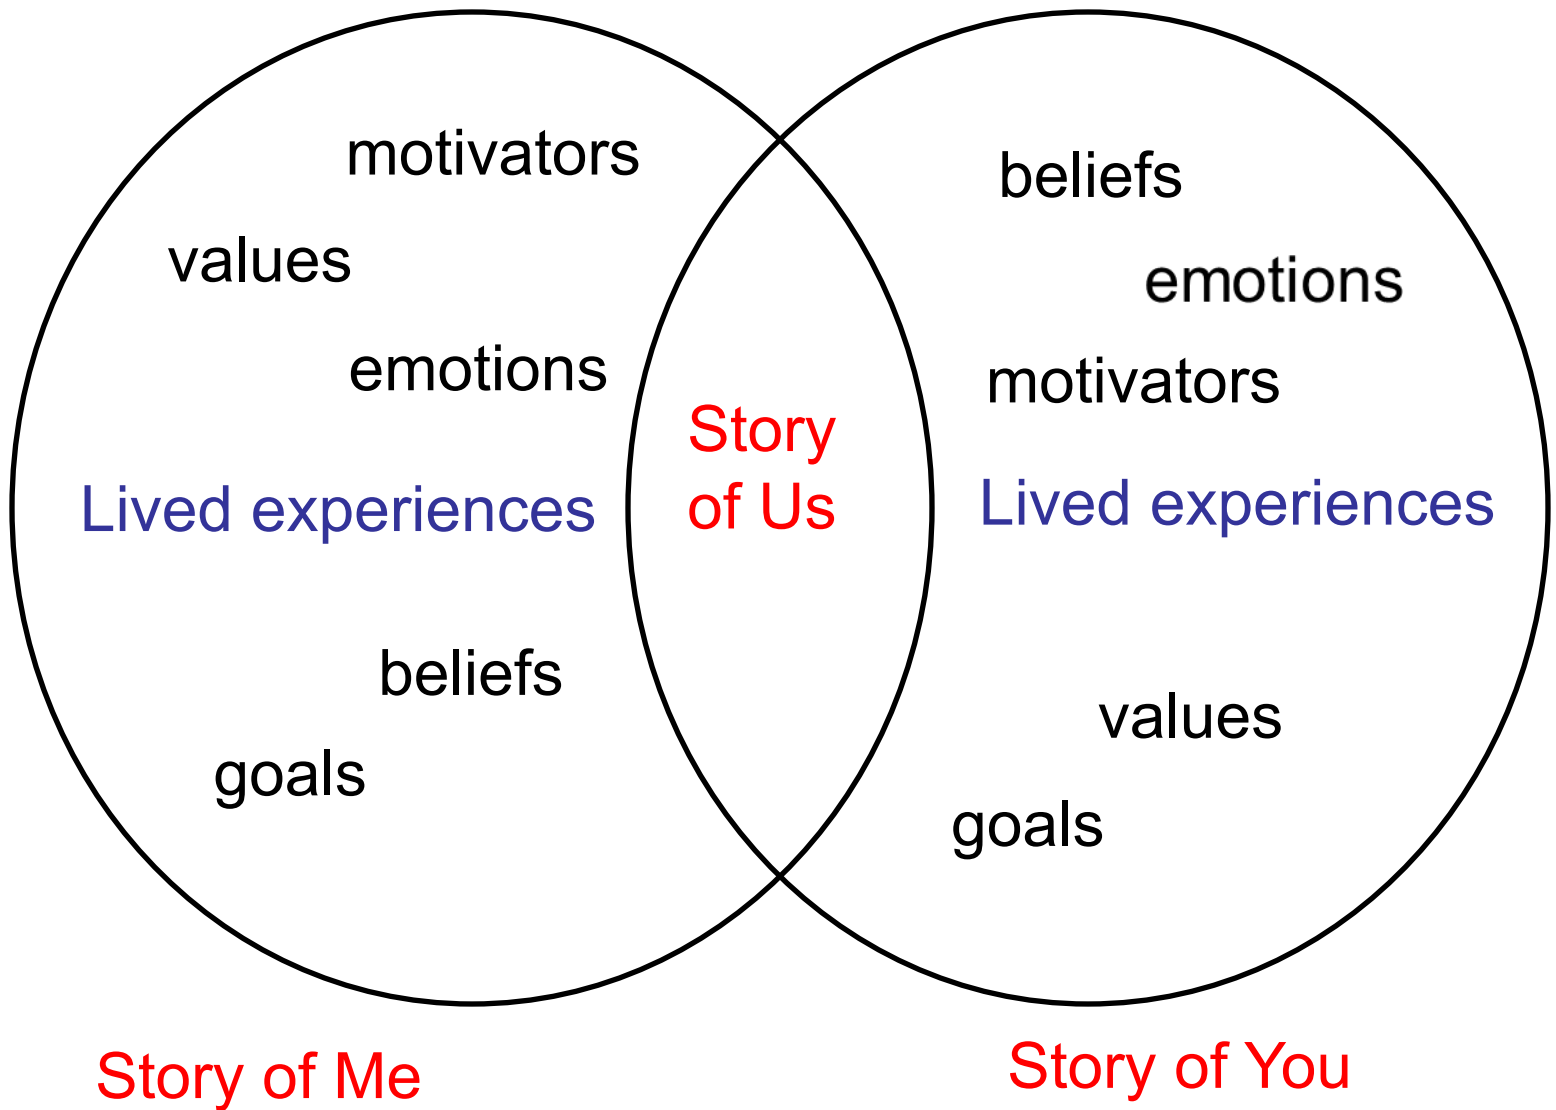 motivators
values
emotions
Lived experiences
beliefs
goals
Story
of Us
beliefs
emotions
motivators
Lived experiences
values
goals
Story of Me
Story of You